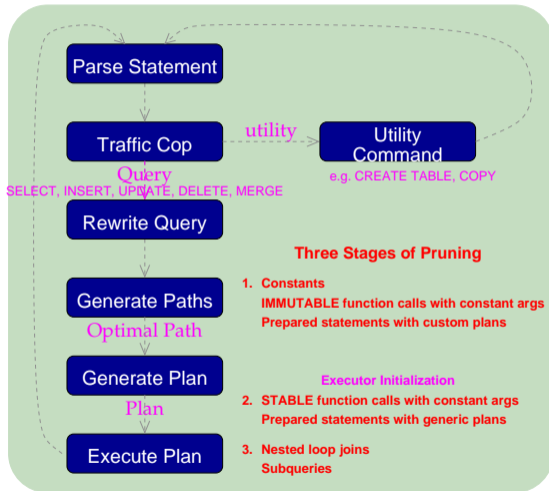 Parse Statement
Traffic Cop
utility
Utility
Command
Query
e.g. CREATE TABLE, COPY
SELECT, INSERT, UPDATE, DELETE, MERGE
Rewrite Query
Three Stages of Pruning
Generate Paths
1. Constants
IMMUTABLE function calls with constant args
Prepared statements with custom plans
Optimal Path
Generate Plan
Executor Initialization
Plan
2. STABLE function calls with constant args
Prepared statements with generic plans
Execute Plan
3. Nested loop joins
Subqueries